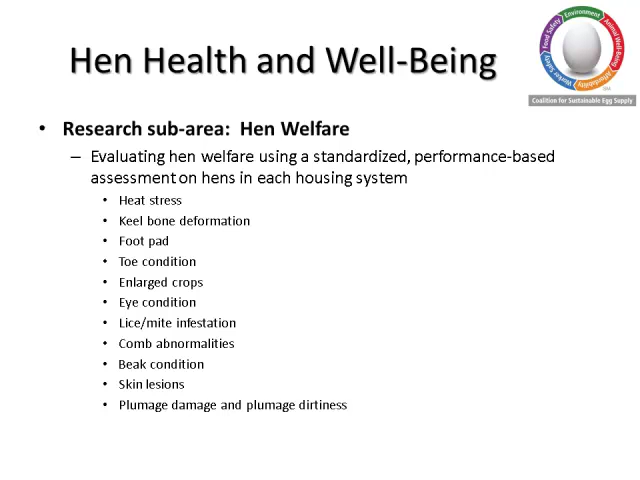 Hen Health and Well-Being
Food Safety
Environment
Animal Well-Being
Affordability
Worker Safety
Coalition for Sustainable Egg Supply
• Research sub-area: Hen Welfare
– Evaluating hen welfare using a standardized, performance-based
assessment on hens in each housing system
• Heat stress
• Keel bone deformation
• Foot pad
• Toe condition
• Enlarged crops
• Eye condition
• Lice/mite infestation
• Comb abnormalities
• Beak condition
• Skin lesions
• Plumage damage and plumage dirtiness